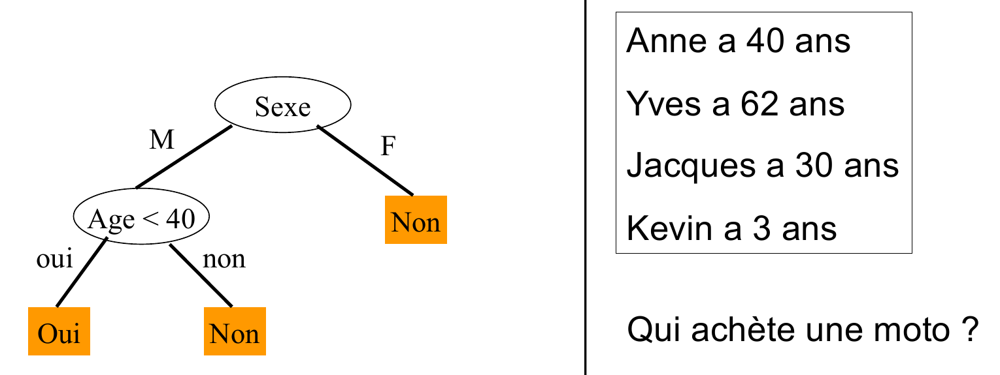 Sexe
M
F
Age < 40
Non
oui
non
Oui
Non
Anne a 40 ans
Yves a 62 ans
Jacques a 30 ans
Kevin a 3 ans
Qui achète une moto ?